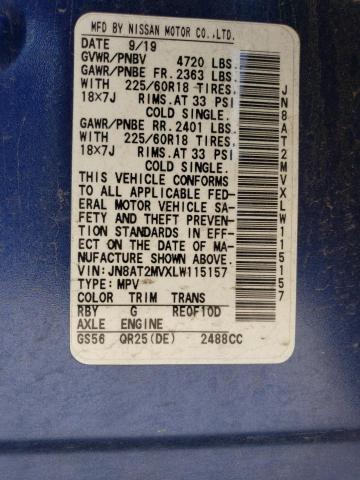 MFD BY NISSAN MOTOR CO.,LTD.
DATE 9/19
GVWR/PNBV 4720 LBS.
GAWR/PNBE FR. 2363 LBS.
WITH 225/60R18 TIRES.
18×7J RIMS.AT 33 PSI
COLD SINGLE.
GAWR/PNBE RR. 2401 LBS.
WITH 225/60R18 TIRES.
18×7J RIMS.AT 33 PSI
COLD SINGLE.
THIS VEHICLE CONFORMS
TO ALL APPLICABLE FED-
ERAL MOTOR VEHICLE SA-
FETY AND THEFT PREVEN-
TION STANDARDS IN EFF-
ECT ON THE DATE OF MA-
NUFACTURE SHOWN ABOVE.
VIN:JN8AT2MVXLW115157
TYPE: MPV
COLOR TRIM TRANS
RBY G RE0F10D
AXLE ENGINE
GS56 QR25(DE) 2488CC
JN8AT2MVXLW115157